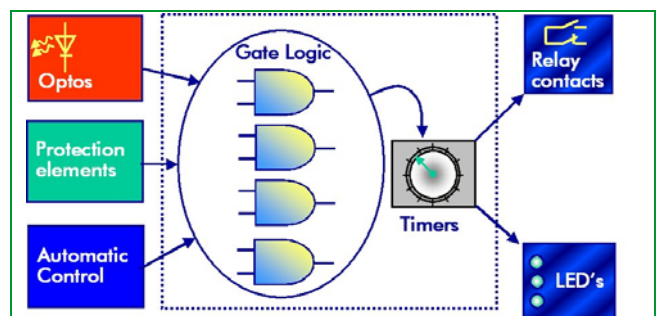 Optos
Protection
elements
Automatic
Control
Gate Logic
Timers
Relay
contacts
LED's